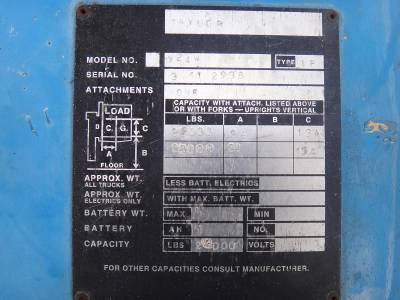 TAYLOR
MODEL NO. TYPE LP
SERIAL NO.
ATTACHMENTS
CAPACITY WITH ATTACH. LISTED ABOVE
OR WITH FORKS - UPRIGHTS VERTICAL
LBS. A B C
LOAD
D C. G. C
A B
FLOOR
APPROX. WT.
ALL TRUCKS LESS BATT. ELECTRICS
APPROX. WT.
ELECTRICS ONLY WITH MAX. BATT. WT.
BATTERY WT. MAX. MIN
BATTERY AH NO.
CAPACITY LBS VOLTS
FOR OTHER CAPACITIES CONSULT MANUFACTURER.